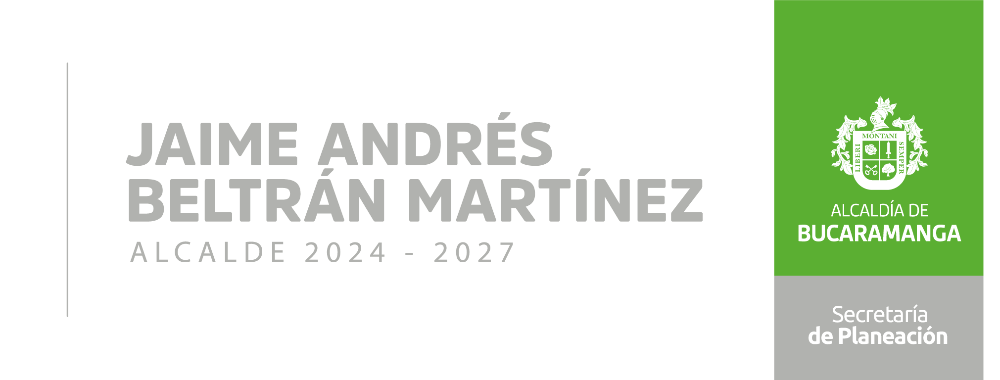 JAIME ANDRÉS
BELTRÁN MARTÍNEZ
ALCALDE 2024 - 2027
MONTANI
LIBERI
SEMPER
ALCALDÍA DE
BUCARAMANGA
Secretaría
de Planeación